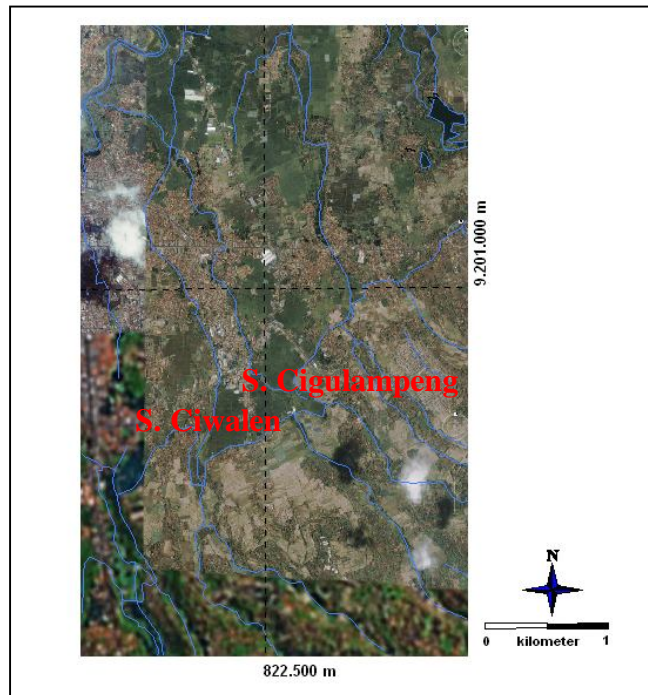 9.201.000 m
S. Cigulampeng
S. Ciwalen
N
0 kilometer 1
822.500 m